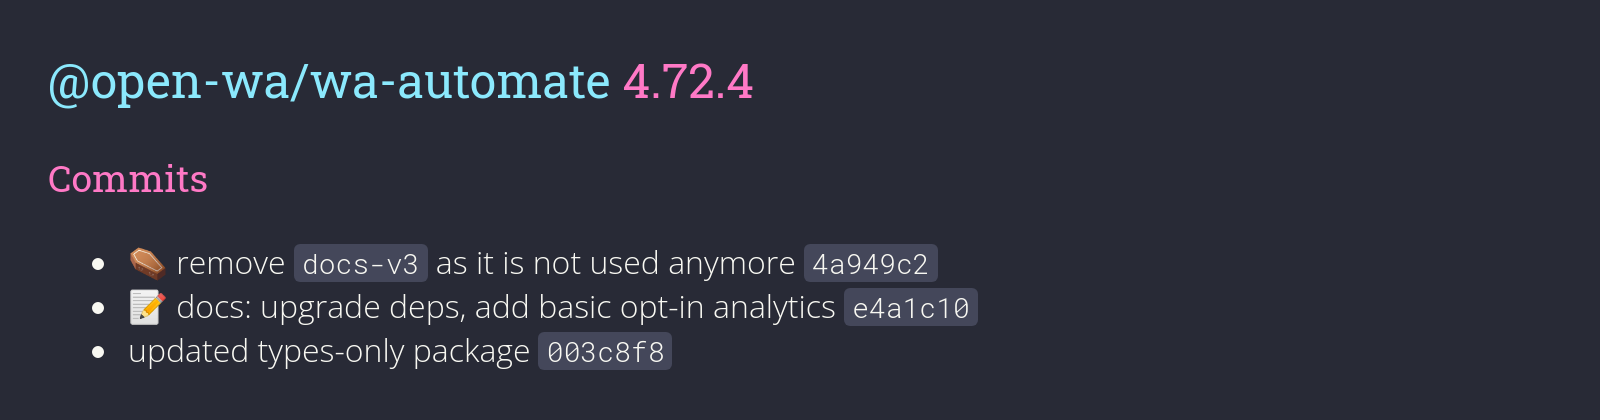 @open-wa/wa-automate 4.72.4
Commits
⚰️ remove docs-v3 as it is not used anymore 4a949c2
📝 docs: upgrade deps, add basic opt-in analytics e4a1c10
updated types-only package 003c8f8